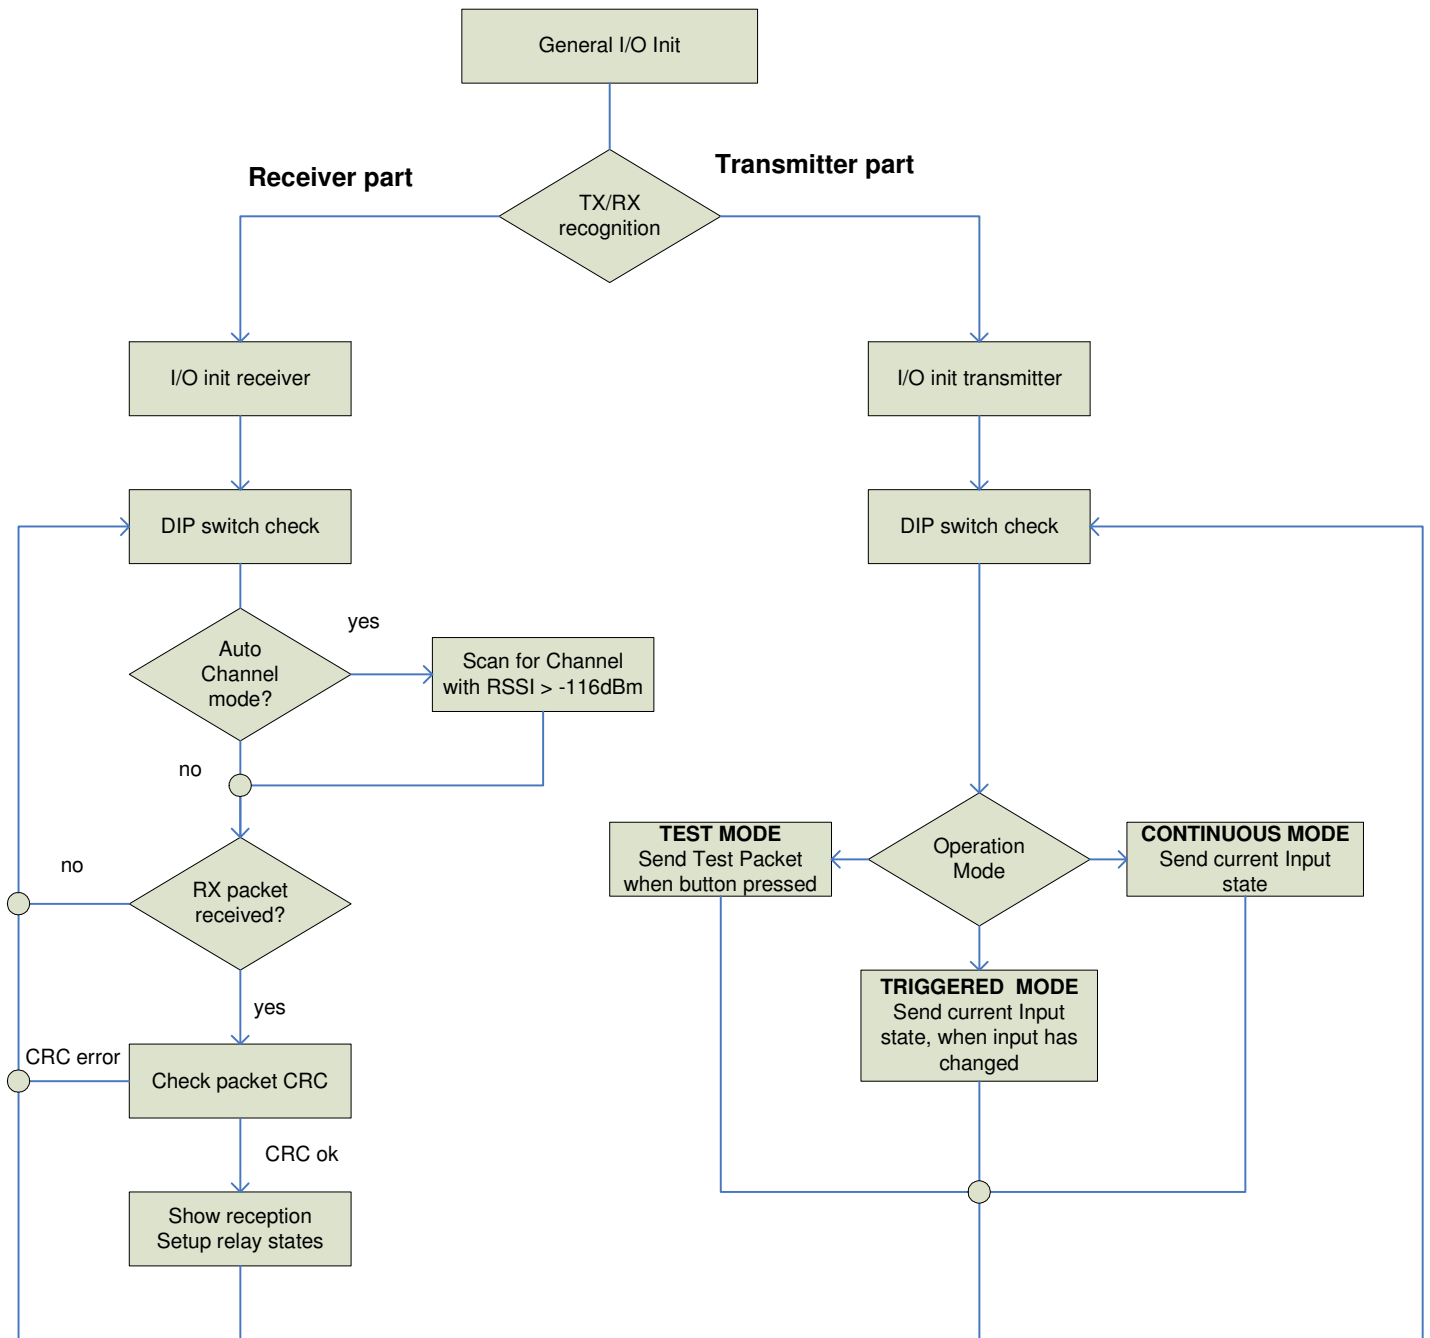 General I/O Init
Receiver part
Transmitter part
TX/RX
recognition
I/O init receiver
I/O init transmitter
DIP switch check
DIP switch check
yes
Auto
Channel
mode?
Scan for Channel
with RSSI > -116dBm
no
no
RX packet
received?
TEST MODE
Send Test Packet
when button pressed
Operation
Mode
CONTINUOUS MODE
Send current Input
state
yes
TRIGGERED  MODE
Send current Input
state, when input has
changed
CRC error
Check packet CRC
CRC ok
Show reception
Setup relay states